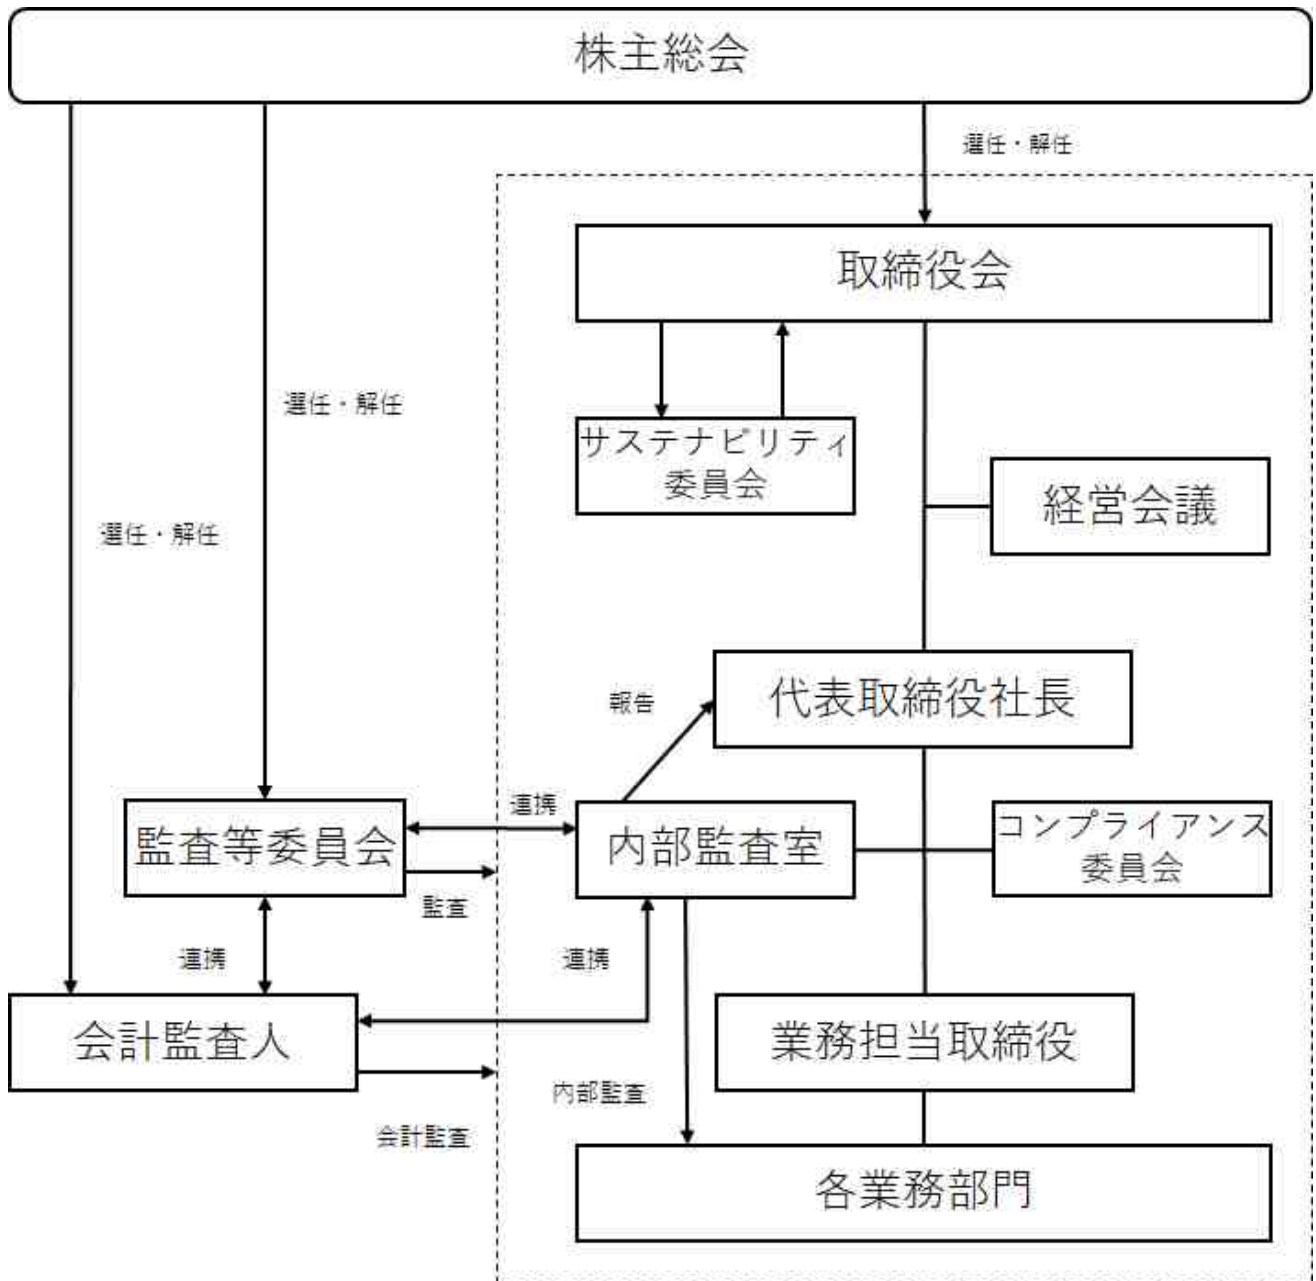 株主総会
選任・解任
取締役会
選任・解任
サステナビリティ
委員会
経営会議
選任・解任
代表取締役社長
報告
連携
監査等委員会
内部監査室
コンプライアンス
委員会
監査
連携
連携
会計監査人
業務担当取締役
内部監査
会計監査
各業務部門